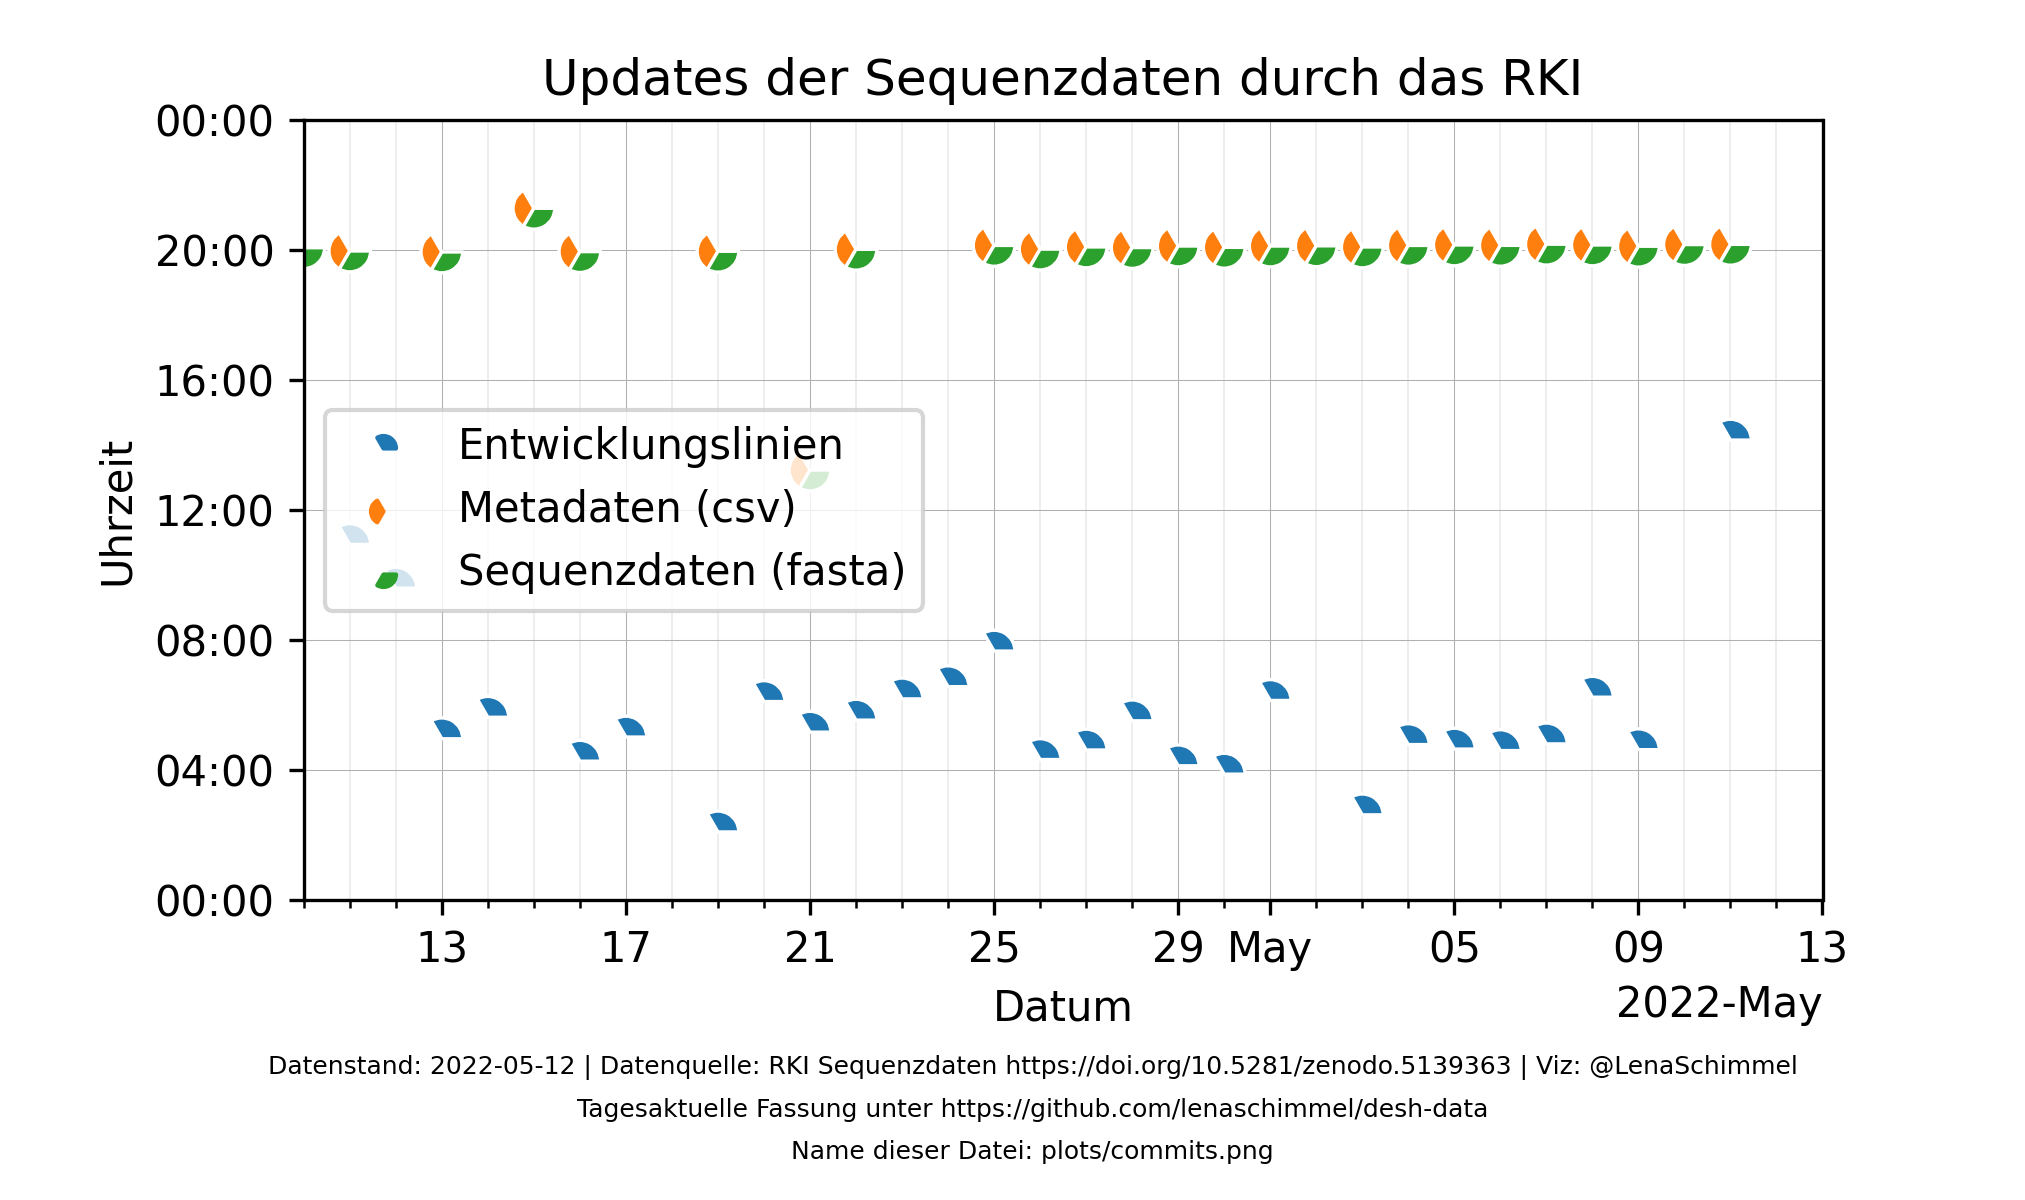 Updates der Sequenzdaten durch das RKI
00:00
20:00
16:00
12:00
08:00
04:00
00:00
Uhrzeit
Entwicklungslinien
Metadaten (csv)
Sequenzdaten (fasta)
13 17 21 25 29 May 05 09 13
Datum
2022-May
Datenstand: 2022-05-12 | Datenquelle: RKI Sequenzdaten https://doi.org/10.5281/zenodo.5139363 | Viz: @LenaSchimmel
Tagesaktuelle Fassung unter https://github.com/lenaschimmel/desh-data
Name dieser Datei: plots/commits.png